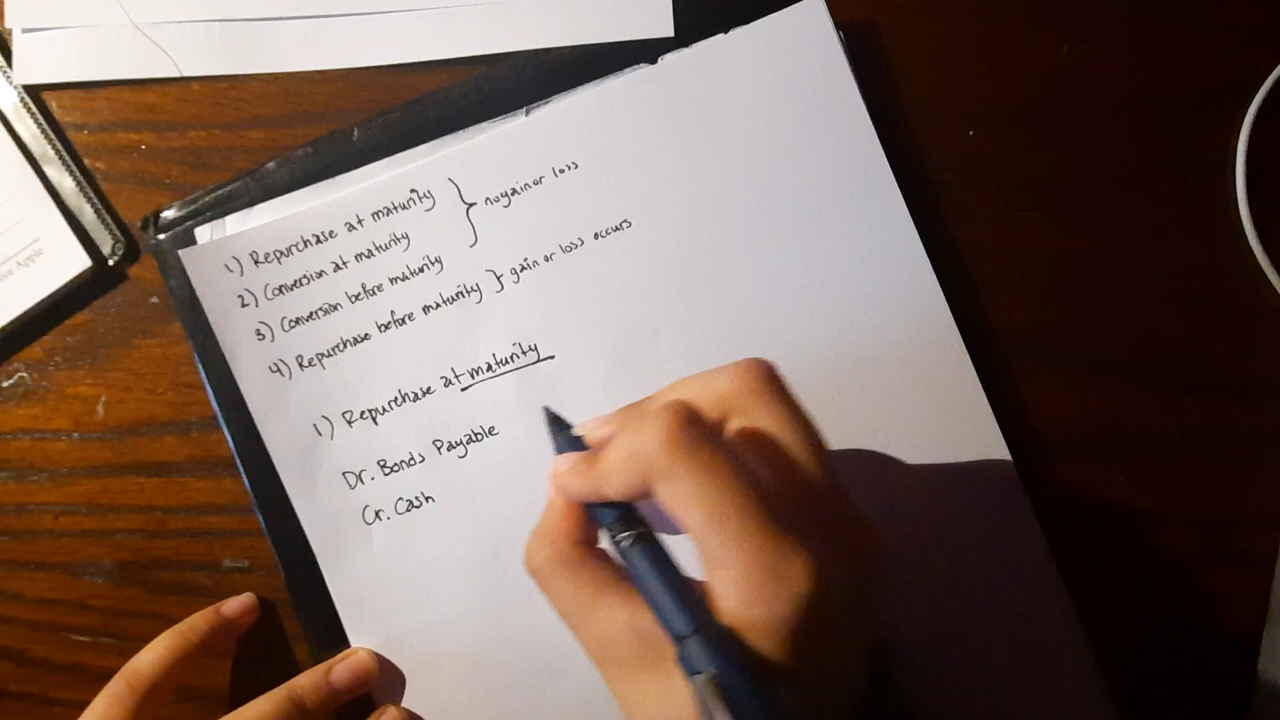 1) Repurchase at maturity } no gain or loss
2) Conversion at maturity
3) Conversion before maturity
4) Repurchase before maturity } gain or loss occurs
1) Repurchase at maturity
Dr. Bonds Payable
Cr. Cash
Apple